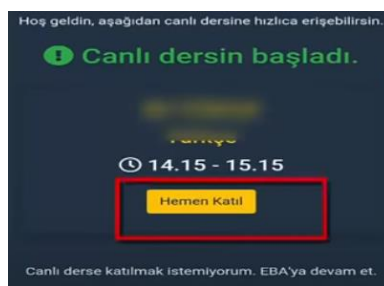 Hoş geldin, aşağıdan canlı dersine hızlıca erişebilirsin.
Canlı dersin başladı.
14.15 - 15.15
Hemen Katıl
Canlı derse katılmak istemiyorum. EBA'ya devam et.